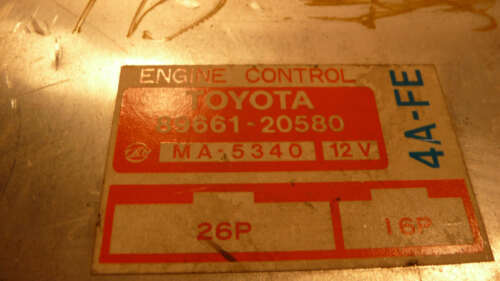 ENGINE CONTROL
TOYOTA
89661-20580
MA-5340 12V
4A-FE
26P 16P